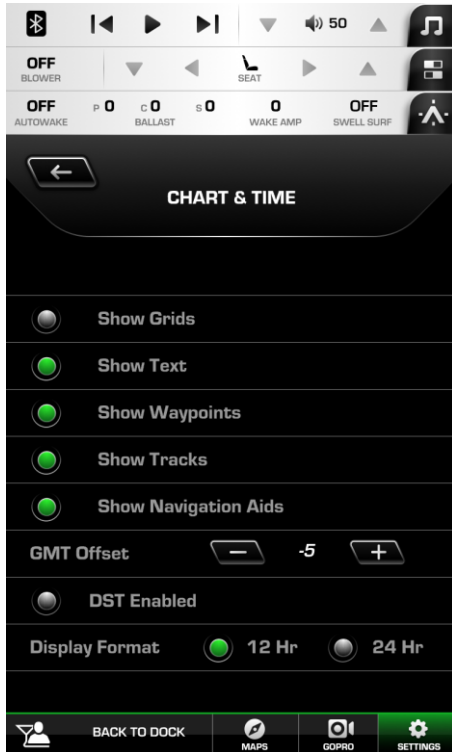 50
OFF
BLOWER
SEAT
OFF
AUTOWAKE
P 0
C 0
S 0
BALLAST
0
WAKE AMP
OFF
SWELL SURF
CHART & TIME
Show Grids
Show Text
Show Waypoints
Show Tracks
Show Navigation Aids
GMT Offset
-5
DST Enabled
Display Format
12 Hr
24 Hr
BACK TO DOCK
MAPS
GOPRO
SETTINGS